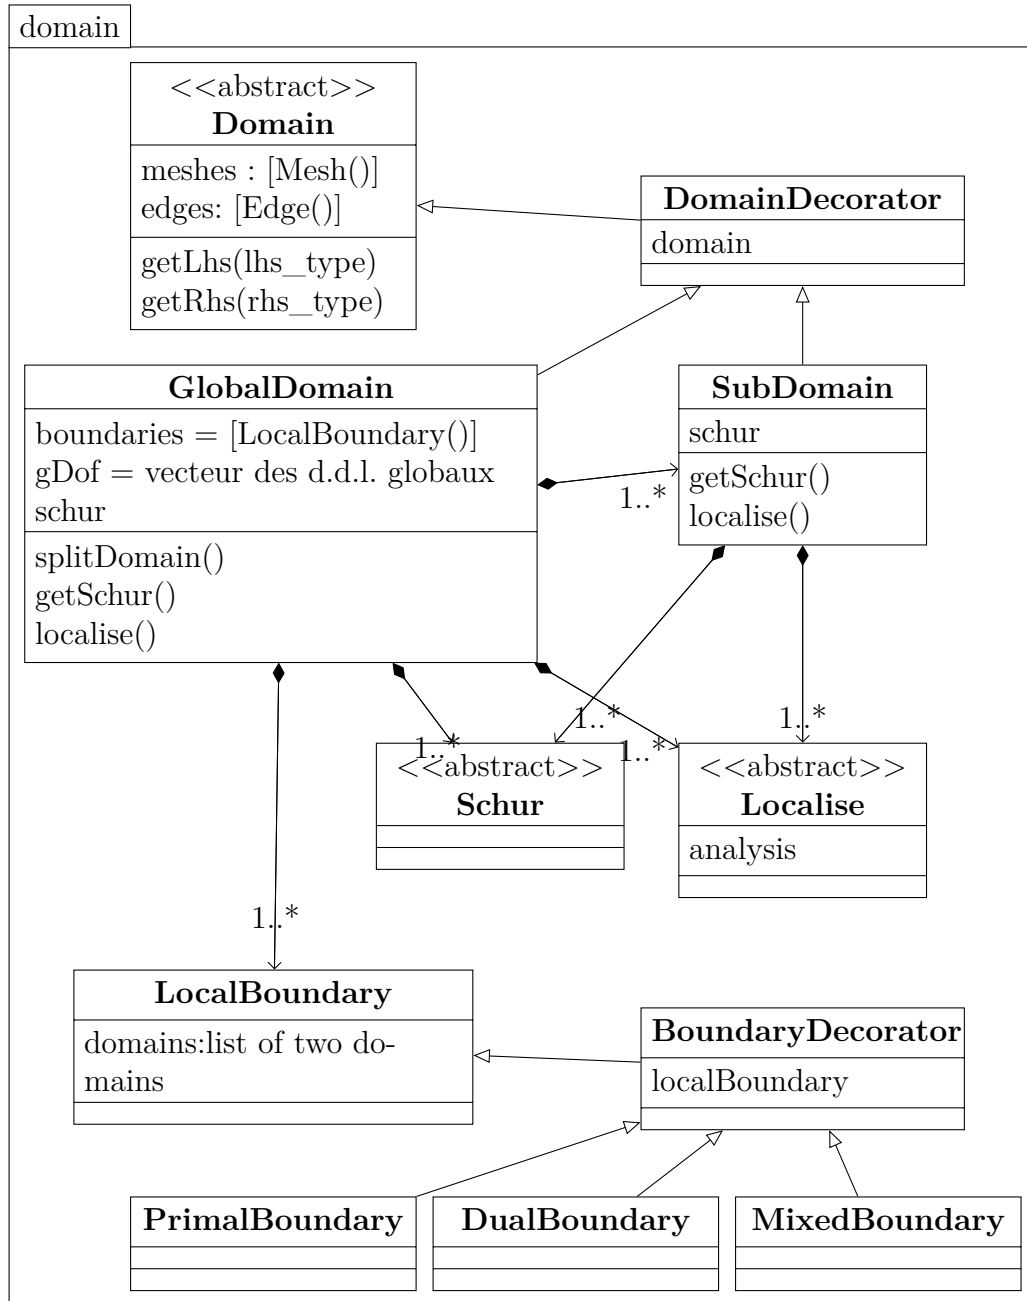 domain
<<abstract>>
Domain
meshes : [Mesh()]
edges: [Edge()]
getLhs(lhs_type)
getRhs(rhs_type)
DomainDecorator
domain
GlobalDomain
boundaries = [LocalBoundary()]
gDof = vecteur des d.d.l. globaux
schur
splitDomain()
getSchur()
localise()
SubDomain
schur
getSchur()
localise()
1..*
1..*
1..*
1..*
1..*
1..*
<<abstract>>
Schur
<<abstract>>
Localise
analysis
LocalBoundary
domains:list of two do-
mains
BoundaryDecorator
localBoundary
PrimalBoundary
DualBoundary
MixedBoundary